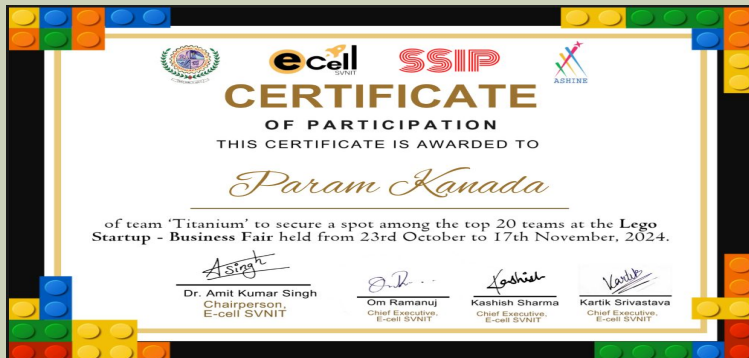 ecell
SVNIT
SSIP
ASHINE
CERTIFICATE
OF PARTICIPATION
THIS CERTIFICATE IS AWARDED TO
Param Kanada
of team 'Titanium' to secure a spot among the top 20 teams at the Lego
Startup - Business Fair held from 23rd October to 17th November, 2024.
ASingh
Kashish
Kartik
Dr. Amit Kumar Singh
Chairperson,
E-cell SVNIT
Om Ramanuj
Chief Executive,
E-cell SVNIT
Kashish Sharma
Chief Executive,
E-cell SVNIT
Kartik Srivastava
Chief Executive,
E-cell SVNIT